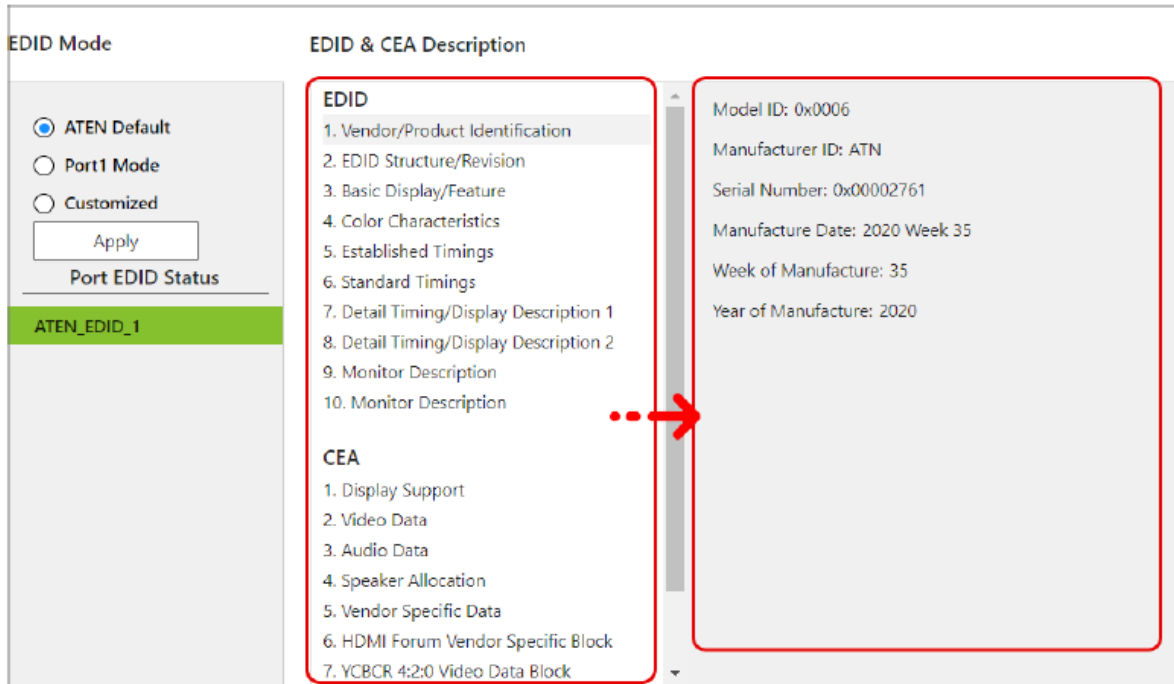 EDID Mode
EDID & CEA Description
ATEN Default
Port1 Mode
Customized
Apply
Port EDID Status
ATEN_EDID_1
EDID
1. Vendor/Product Identification
2. EDID Structure/Revision
3. Basic Display/Feature
4. Color Characteristics
5. Established Timings
6. Standard Timings
7. Detail Timing/Display Description 1
8. Detail Timing/Display Description 2
9. Monitor Description
10. Monitor Description
CEA
1. Display Support
2. Video Data
3. Audio Data
4. Speaker Allocation
5. Vendor Specific Data
6. HDMI Forum Vendor Specific Block
7. YCBCR 4:2:0 Video Data Block
Model ID: 0x0006
Manufacturer ID: ATN
Serial Number: 0x00002761
Manufacture Date: 2020 Week 35
Week of Manufacture: 35
Year of Manufacture: 2020